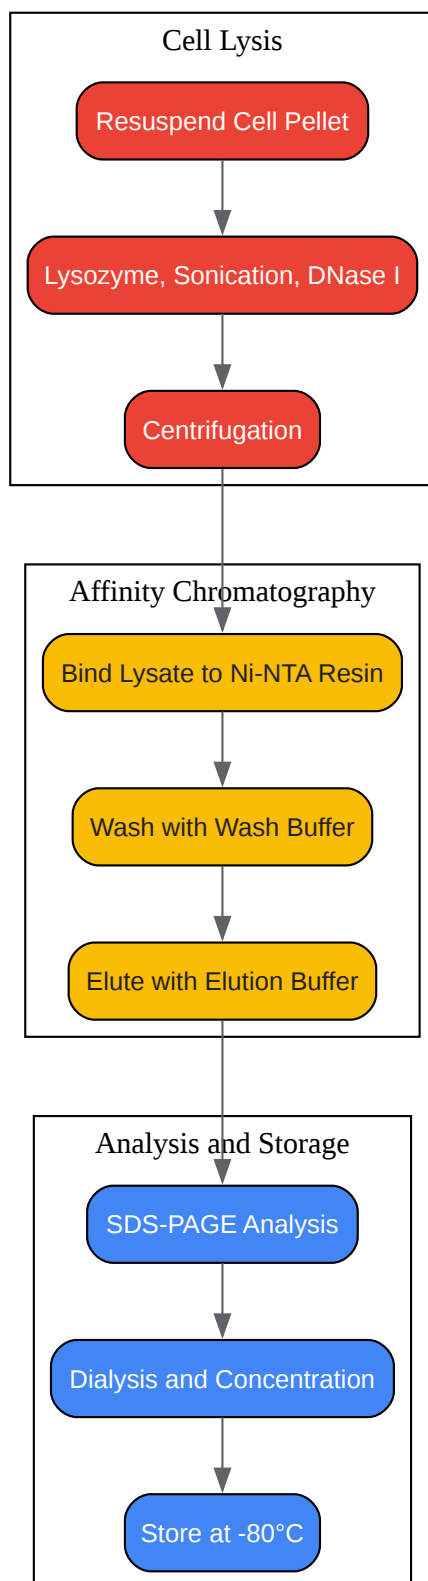 Cell Lysis
Resuspend Cell Pellet
Lysozyme, Sonication, DNase I
Centrifugation
Affinity Chromatography
Bind Lysate to Ni-NTA Resin
Wash with Wash Buffer
Elute with Elution Buffer
Analysis and Storage
SDS-PAGE Analysis
Dialysis and Concentration
Store at -80°C